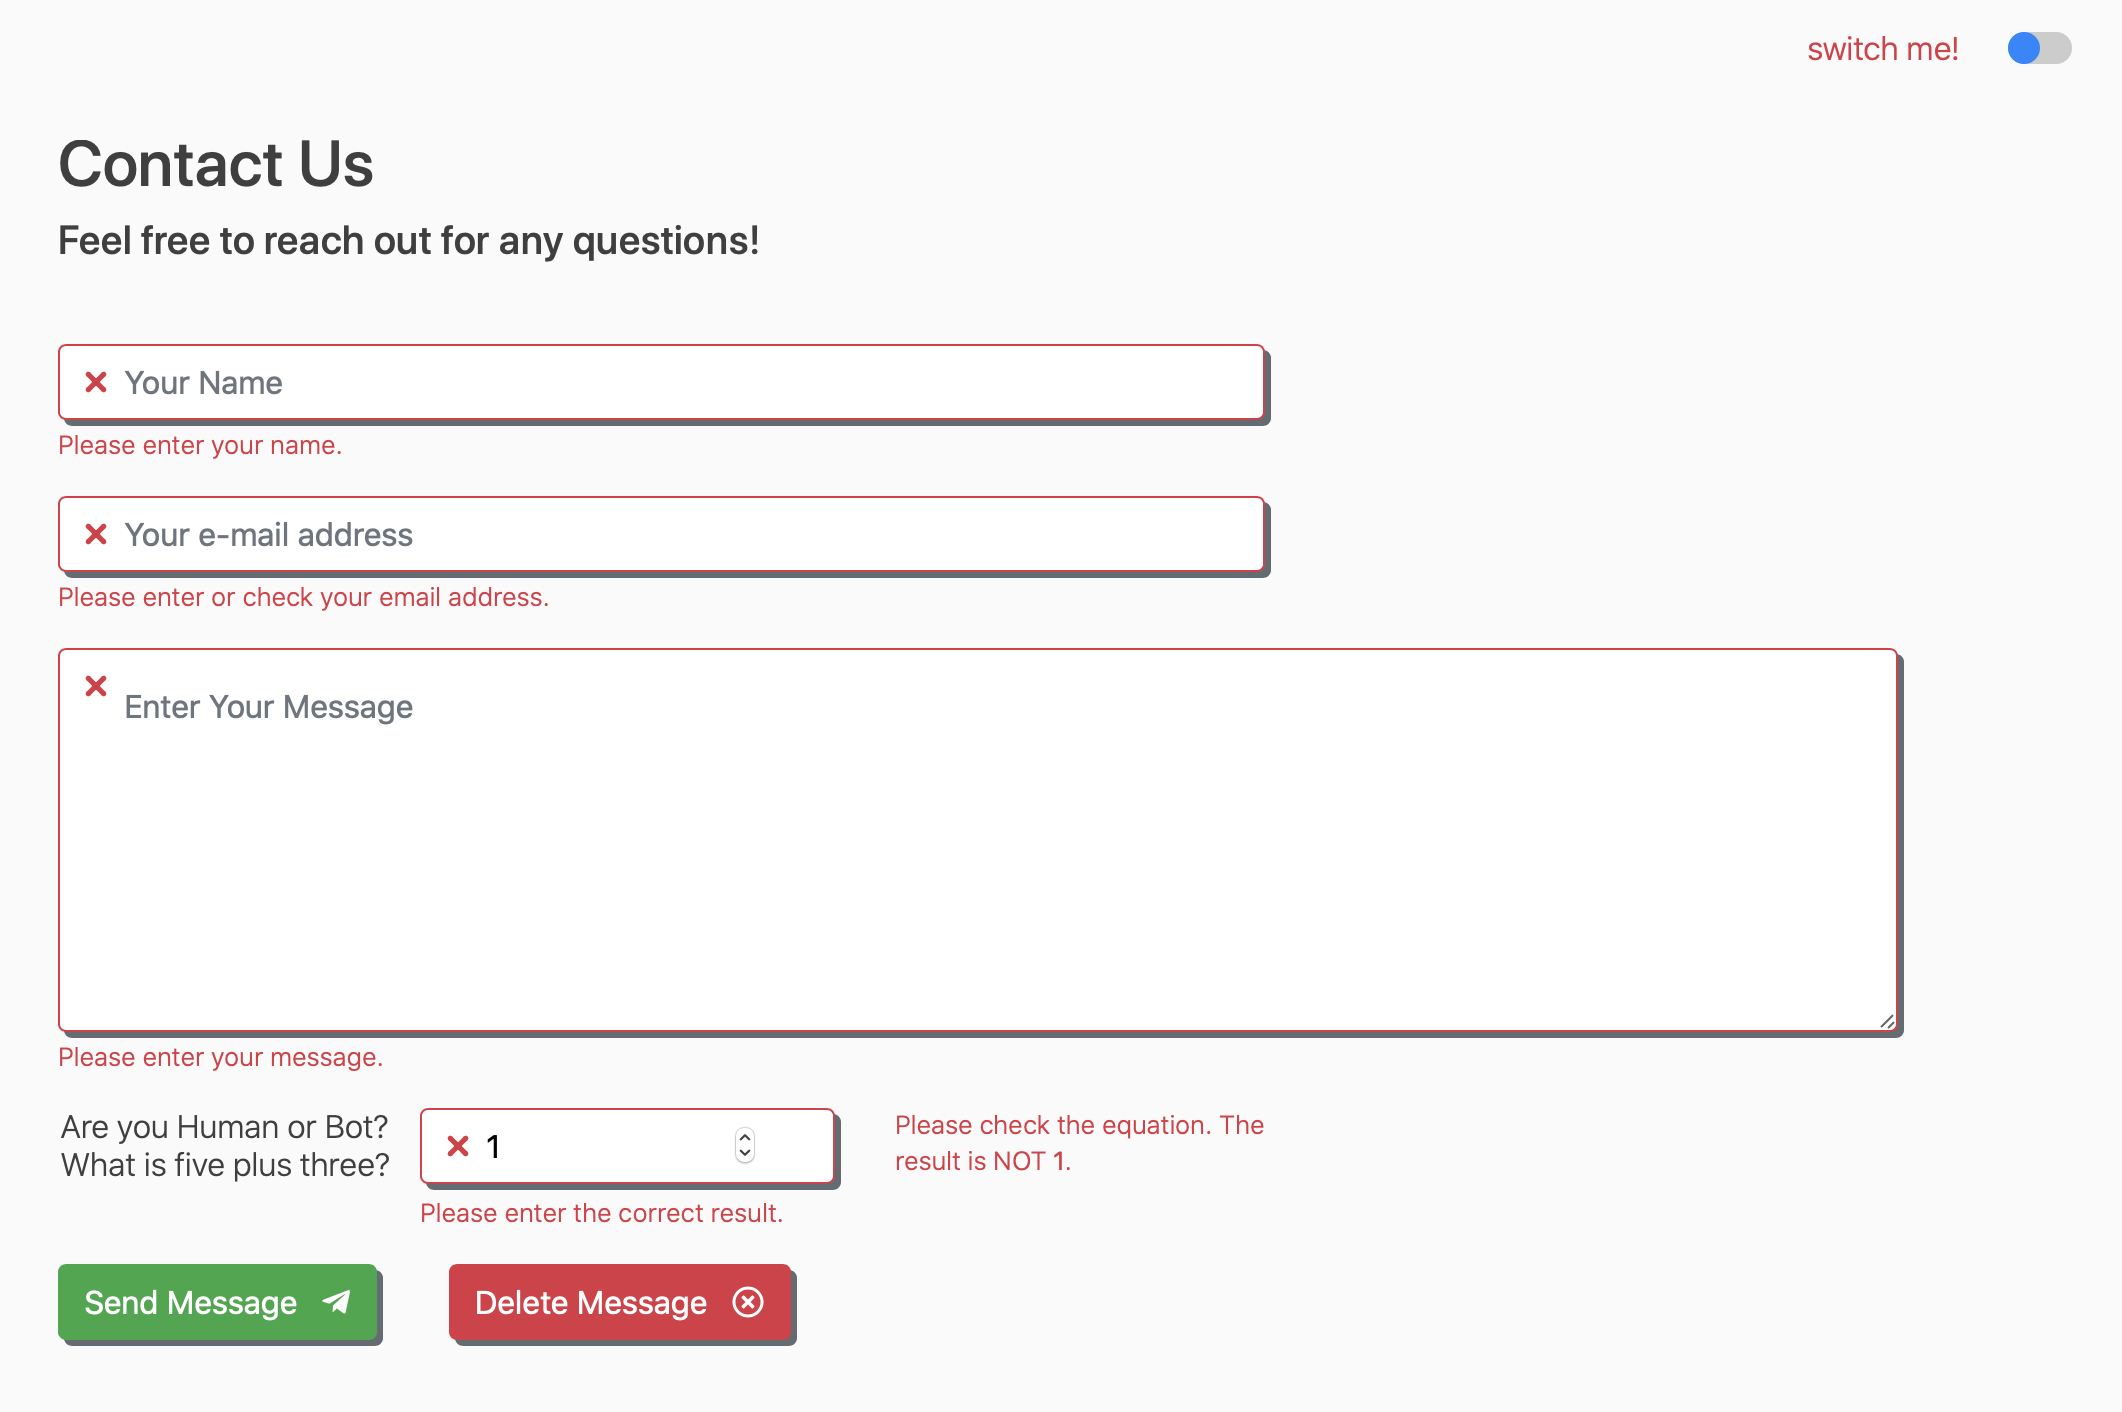 switch me!
Contact Us
Feel free to reach out for any questions!
Your Name
Please enter your name.
Your e-mail address
Please enter or check your email address.
Enter Your Message
Please enter your message.
Are you Human or Bot?
What is five plus three?
1
Please enter the correct result.
Please check the equation. The
result is NOT 1.
Send Message
Delete Message